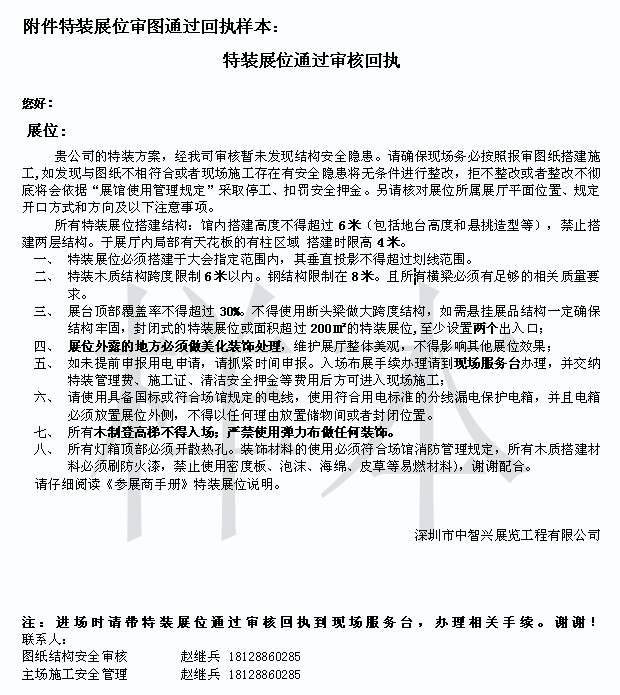 附件特装展位审图通过回执样本：
特装展位通过审核回执
您好：
展位：
贵公司的特装方案，经我司审核暂未发现结构安全隐患。请确保现场务必按照报审图纸搭建施
工,如发现与图纸不相符合或者现场施工存在有安全隐患将无条件进行整改，拒不整改或者整改不彻
底将会依据“展馆使用管理规定”采取停工、扣罚安全押金。另请核对展位所属展厅平面位置、规定
开口方式和方向及以下注意事项。
所有特装展位搭建结构：馆内搭建高度不得超过 6 米（包括地台高度和悬挑造型等），禁止搭
建两层结构。于展厅内局部有天花板的有柱区域 搭建时限高 4 米。
一、 特装展位必须搭建于大会指定范围内，其垂直投影不得超过划线范围。
二、 特装木质结构跨度限制 6 米以内。钢结构限制在 8 米。且所有横梁必须有足够的相关质量要
求。
三、 展台顶部覆盖率不得超过 30%。不得使用断头梁做大跨度结构，如需悬挂展品结构一定确保
结构牢固，封闭式的特装展位或面积超过 200㎡的特装展位,至少设置两个出入口；
四、 展位外露的地方必须做美化装饰处理，维护展厅整体美观，不得影响其他展位效果；
五、 如未提前申报用电申请，请抓紧时间申报。入场布展手续办理请到现场服务台办理，并交纳
特装管理费、施工证、清洁安全押金等费用后方可进入现场施工；
六、 请使用具备国标或符合场馆规定的电线，使用符合用电标准的分线漏电保护电箱，并且电箱
必须放置展位外侧，不得以任何理由放置储物间或者封闭位置。
七、 所有木制登高梯不得入场；严禁使用弹力布做任何装饰。
八、 所有灯箱顶部必须开散热孔。装饰材料的使用必须符合场馆消防管理规定，所有木质搭建材
料必须刷防火漆，禁止使用密度板、泡沫、海绵、皮草等易燃材料)，谢谢配合。
请仔细阅读《参展商手册》特装展位说明。
样本
深圳市中智兴展览工程有限公司
注：进场时请带特装展位通过审核回执到现场服务台，办理相关手续。谢谢！
联系人：
图纸结构安全审核 赵继兵 18128860285
主场施工安全管理 赵继兵 18128860285